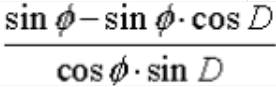 sin ϕ − sin ϕ · cos D
cos ϕ · sin D